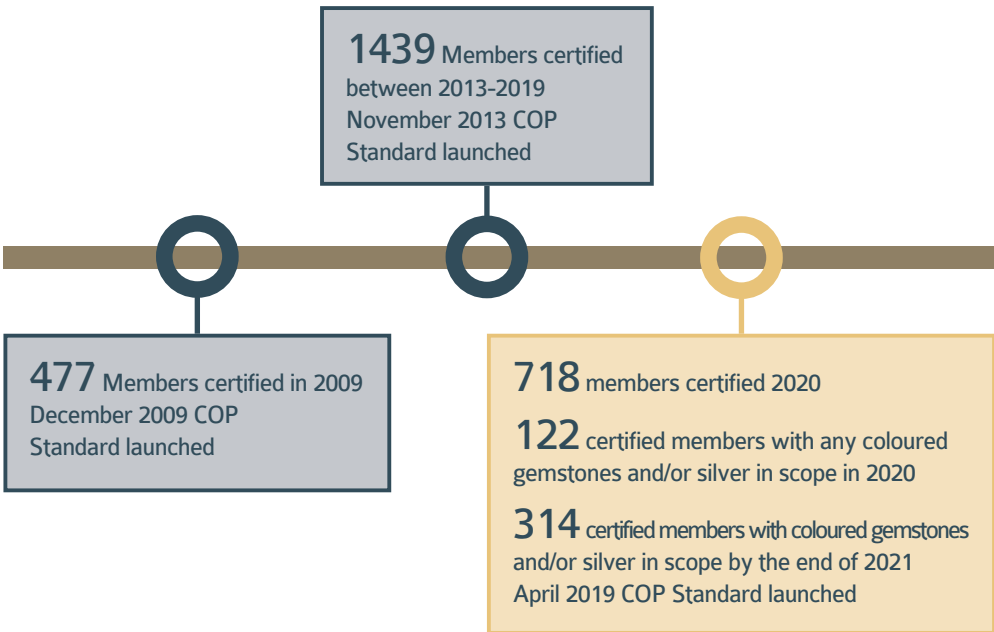 1439 Members certified
between 2013-2019
November 2013 COP
Standard launched
477 Members certified in 2009
December 2009 COP
Standard launched
718 members certified 2020
122 certified members with any coloured
gemstones and/or silver in scope in 2020
314 certified members with coloured gemstones
and/or silver in scope by the end of 2021
April 2019 COP Standard launched